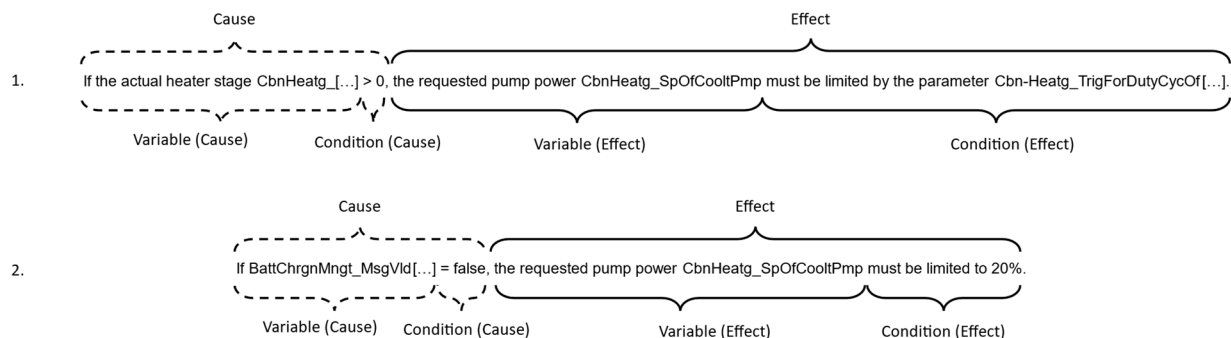 Cause Effect
1. If the actual heater stage CbnHeatg_[...] > 0, the requested pump power CbnHeatg_SpOfCooltPmp must be limited by the parameter Cbn-Heatg_TrigForDutyCycOf[...].
Variable (Cause) Condition (Cause) Variable (Effect) Condition (Effect)
Cause Effect
2. If BattChrgnMngt_MsgVld[...] = false, the requested pump power CbnHeatg_SpOfCooltPmp must be limited to 20%.
Variable (Cause) Condition (Cause) Variable (Effect) Condition (Effect)